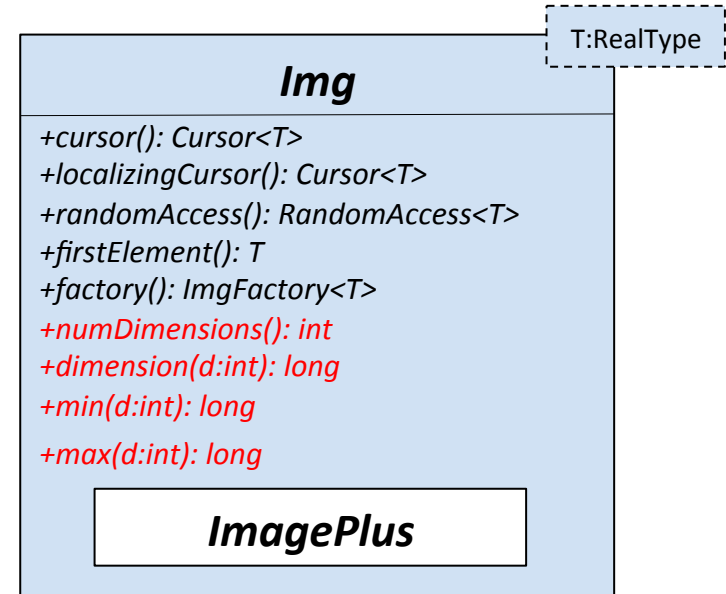 T:RealType
Img
+cursor(): Cursor<T>
+localizingCursor(): Cursor<T>
+randomAccess(): RandomAccess<T>
+firstElement(): T
+factory(): ImgFactory<T>
+numDimensions(): int
+dimension(d:int): long
+min(d:int): long
+max(d:int): long
ImagePlus